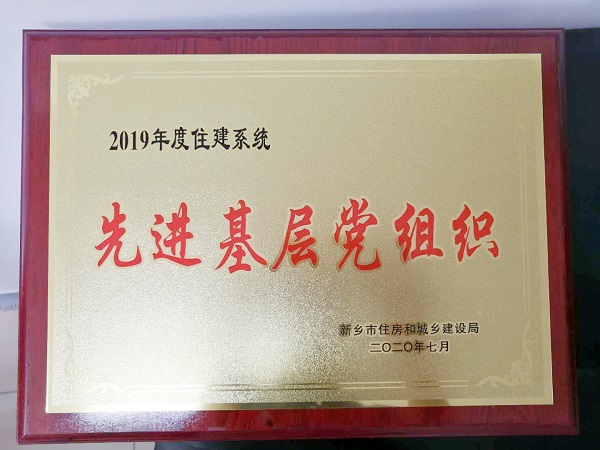 2019年度住建系统
先进基层党组织
新乡市住房和城乡建设局
二〇二〇年七月